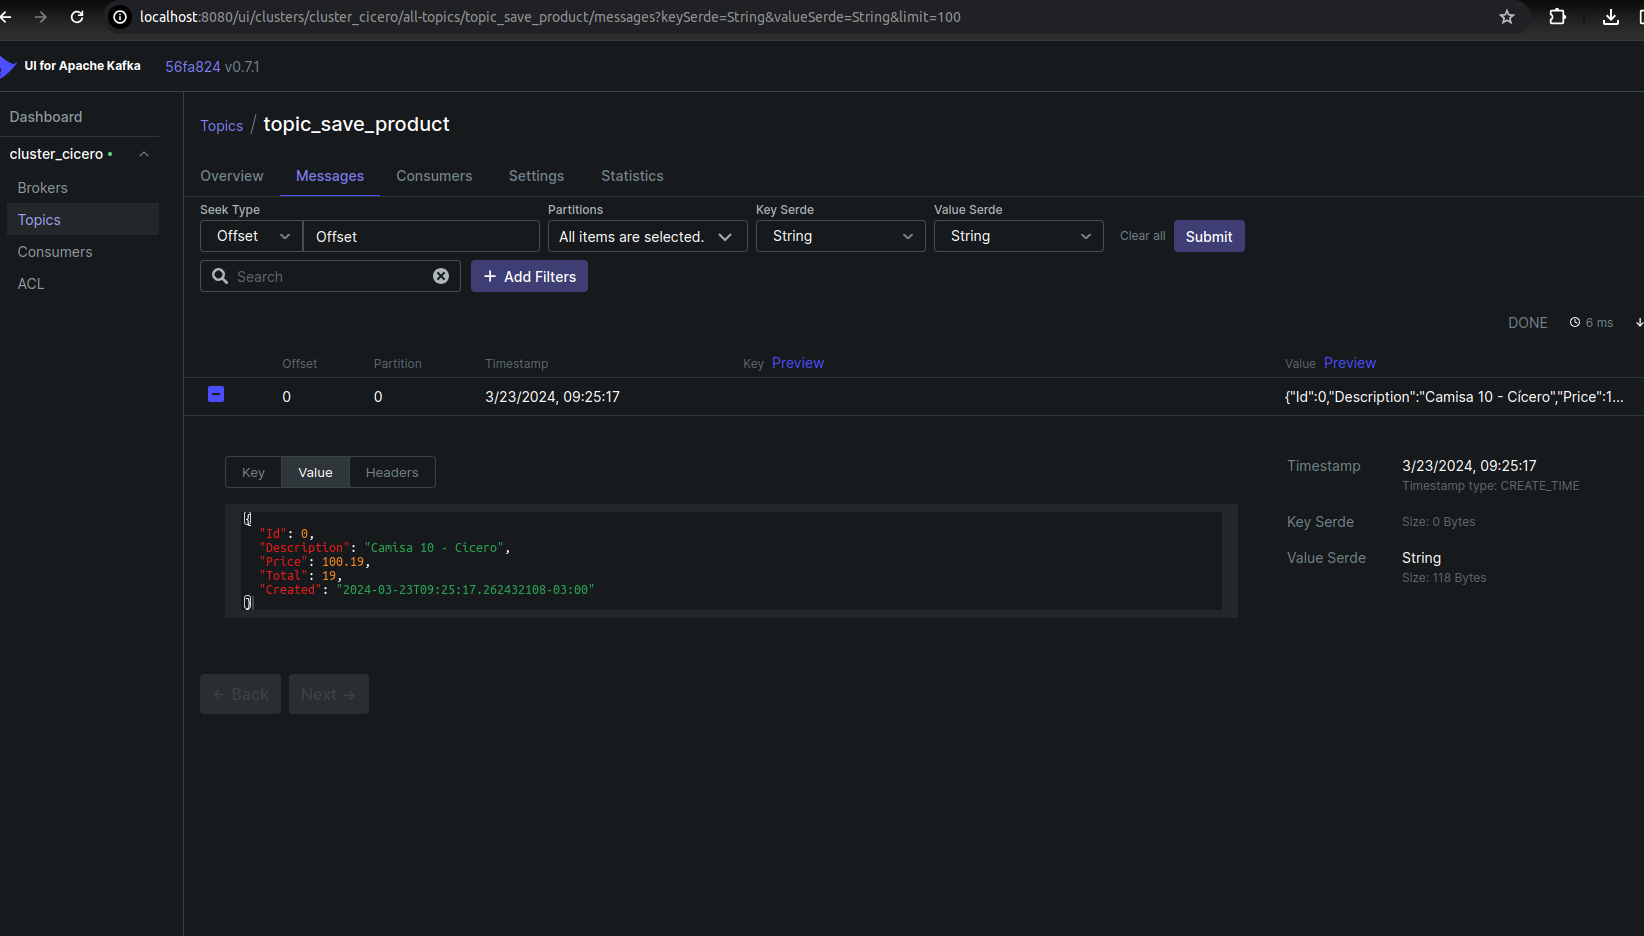 localhost:8080/ui/clusters/cluster_cicero/all-topics/topic_save_product/messages?keySerde=String&valueSerde=String&limit=100
UI for Apache Kafka 56fa824 v0.7.1
Dashboard
cluster_cicero
Brokers
Topics
Consumers
ACL
Topics / topic_save_product
Overview Messages Consumers Settings Statistics
Seek Type Partitions Key Serde Value Serde
Offset Offset All items are selected. String String Clear all Submit
Search + Add Filters
DONE 6 ms
Offset Partition Timestamp Key Preview Value Preview
0 0 3/23/2024, 09:25:17 {"Id":0,"Description":"Camisa 10 - Cícero","Price":1...
Key Value Headers
{
"Id": 0,
"Description": "Camisa 10 - Cícero",
"Price": 100.19,
"Total": 19,
"Created": "2024-03-23T09:25:17.262432108-03:00"
}
Timestamp 3/23/2024, 09:25:17
Timestamp type: CREATE_TIME
Key Serde Size: 0 Bytes
Value Serde String
Size: 118 Bytes
← Back Next →